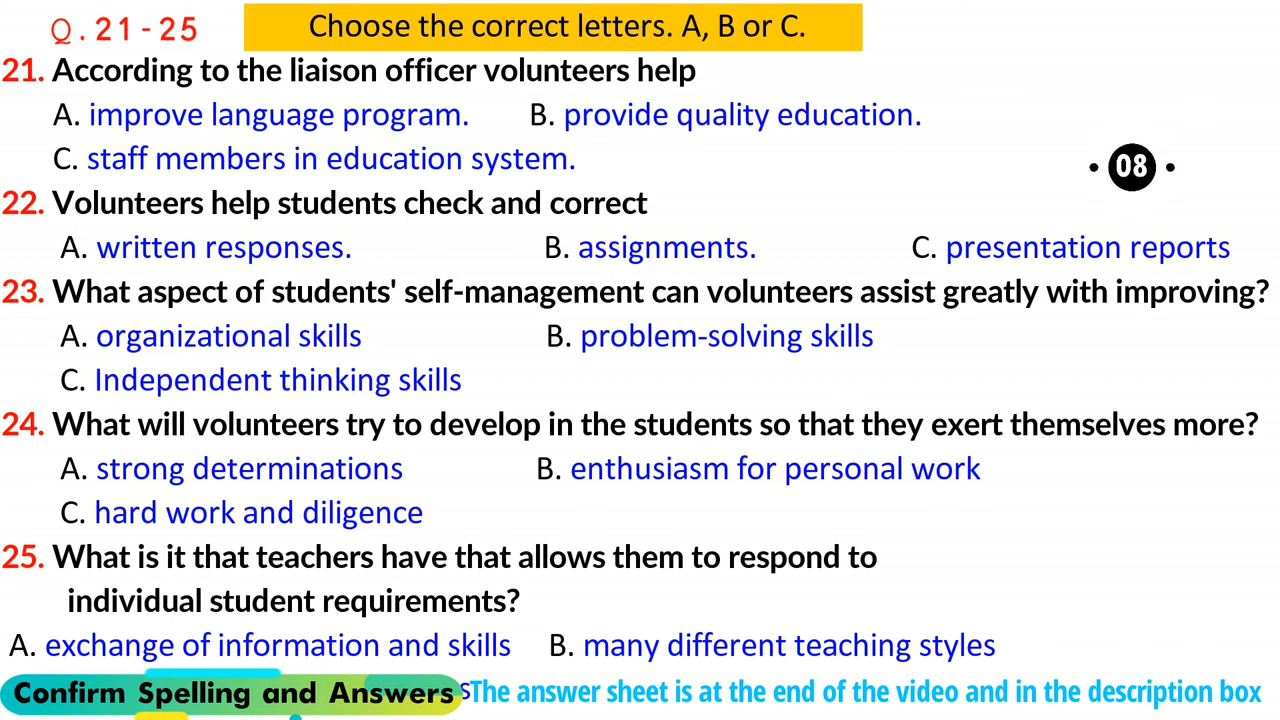 Q.21-25
Choose the correct letters. A, B or C.
21. According to the liaison officer volunteers help
A. improve language program. B. provide quality education.
C. staff members in education system.
08
22. Volunteers help students check and correct
A. written responses. B. assignments. C. presentation reports
23. What aspect of students' self-management can volunteers assist greatly with improving?
A. organizational skills B. problem-solving skills
C. Independent thinking skills
24. What will volunteers try to develop in the students so that they exert themselves more?
A. strong determinations B. enthusiasm for personal work
C. hard work and diligence
25. What is it that teachers have that allows them to respond to
individual student requirements?
A. exchange of information and skills B. many different teaching styles
Confirm Spelling and Answers The answer sheet is at the end of the video and in the description box